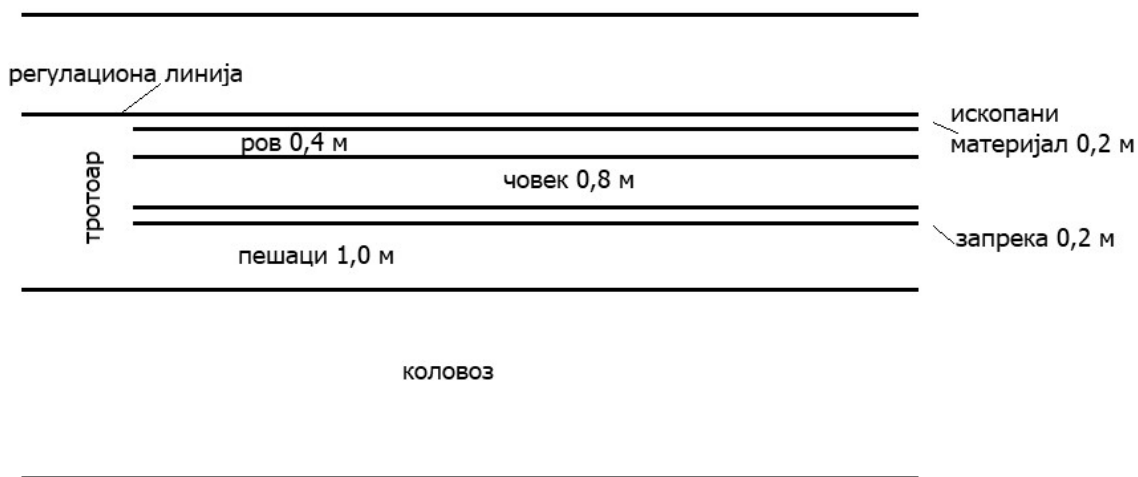 регулациона линија
ископани
материјал 0,2 м
ров 0,4 м
човек 0,8 м
тротоар
запрека 0,2 м
пешаци 1,0 м
коловоз